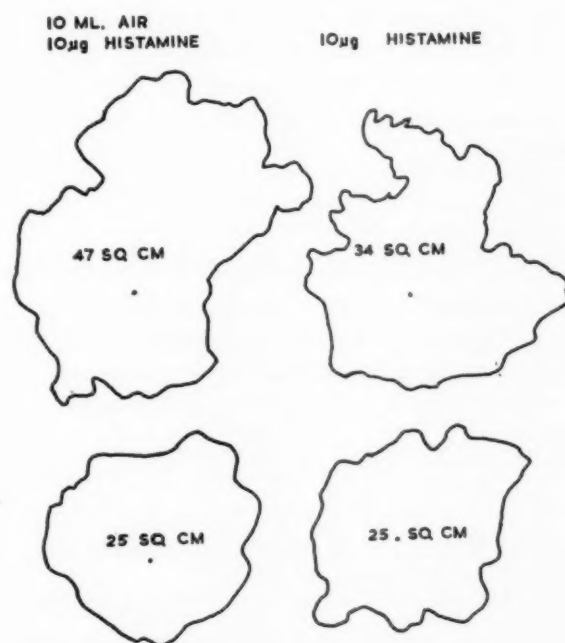 10 ML. AIR
10µg HISTAMINE
10µg HISTAMINE
47 SQ CM
34 SQ CM
25 SQ CM
25. SQ CM